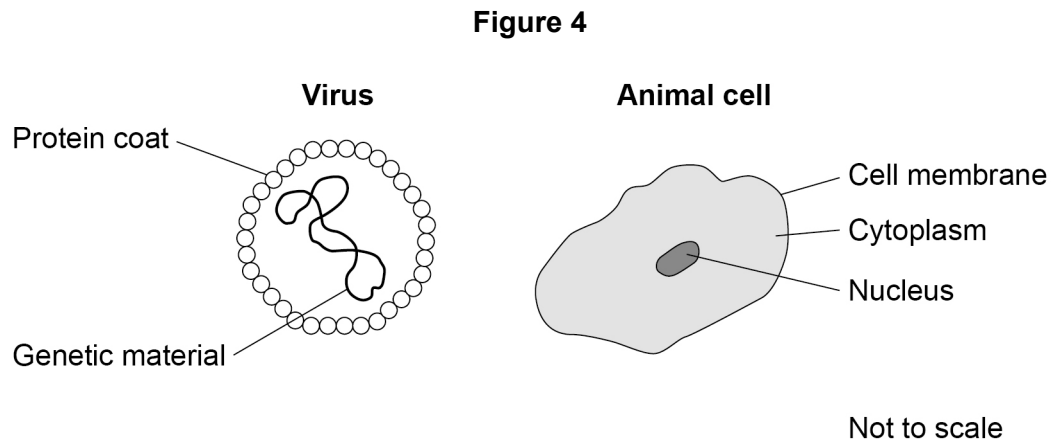 Figure 4
Virus
Animal cell
Protein coat
Genetic material
Cell membrane
Cytoplasm
Nucleus
Not to scale